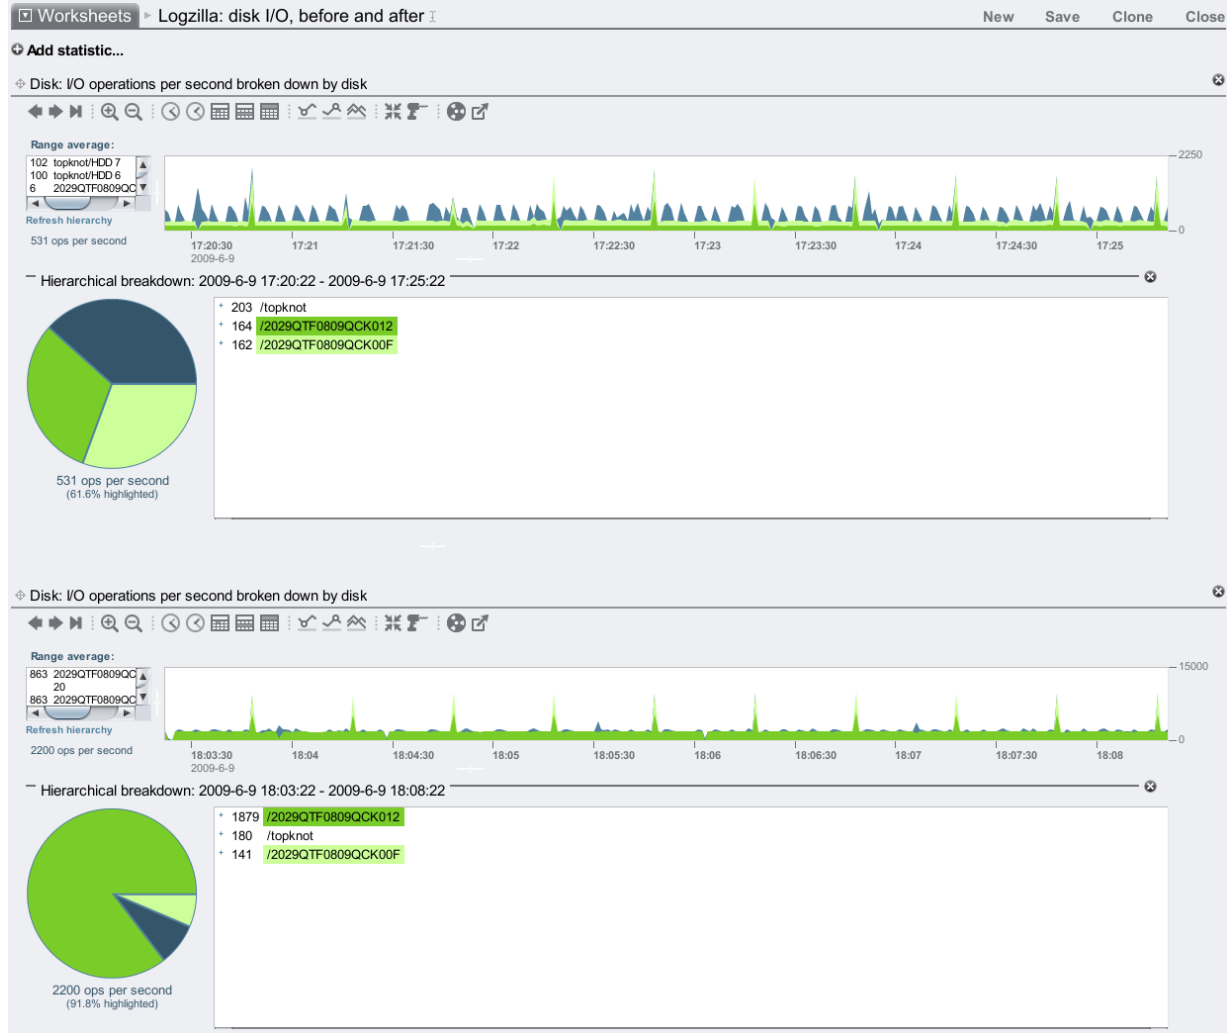 Worksheets Logzilla: disk I/O, before and after New Save Clone Close
Add statistic...
Disk: I/O operations per second broken down by disk
Range average:
102 topknot/HDD 7
100 topknot/HDD 6
6 2029QTF0809QC
Refresh hierarchy
531 ops per second
2250
0
17:20:30 17:21 17:21:30 17:22 17:22:30 17:23 17:23:30 17:24 17:24:30 17:25
2009-6-9
Hierarchical breakdown: 2009-6-9 17:20:22 - 2009-6-9 17:25:22
+ 203 /topknot
+ 164 /2029QTF0809QCK012
+ 162 /2029QTF0809QCK00F
531 ops per second
(61.6% highlighted)
Disk: I/O operations per second broken down by disk
Range average:
863 2029QTF0809QC
20
863 2029QTF0809QC
Refresh hierarchy
2200 ops per second
15000
0
18:03:30 18:04 18:04:30 18:05 18:05:30 18:06 18:06:30 18:07 18:07:30 18:08
2009-6-9
Hierarchical breakdown: 2009-6-9 18:03:22 - 2009-6-9 18:08:22
+ 1879 /2029QTF0809QCK012
+ 180 /topknot
+ 141 /2029QTF0809QCK00F
2200 ops per second
(91.8% highlighted)